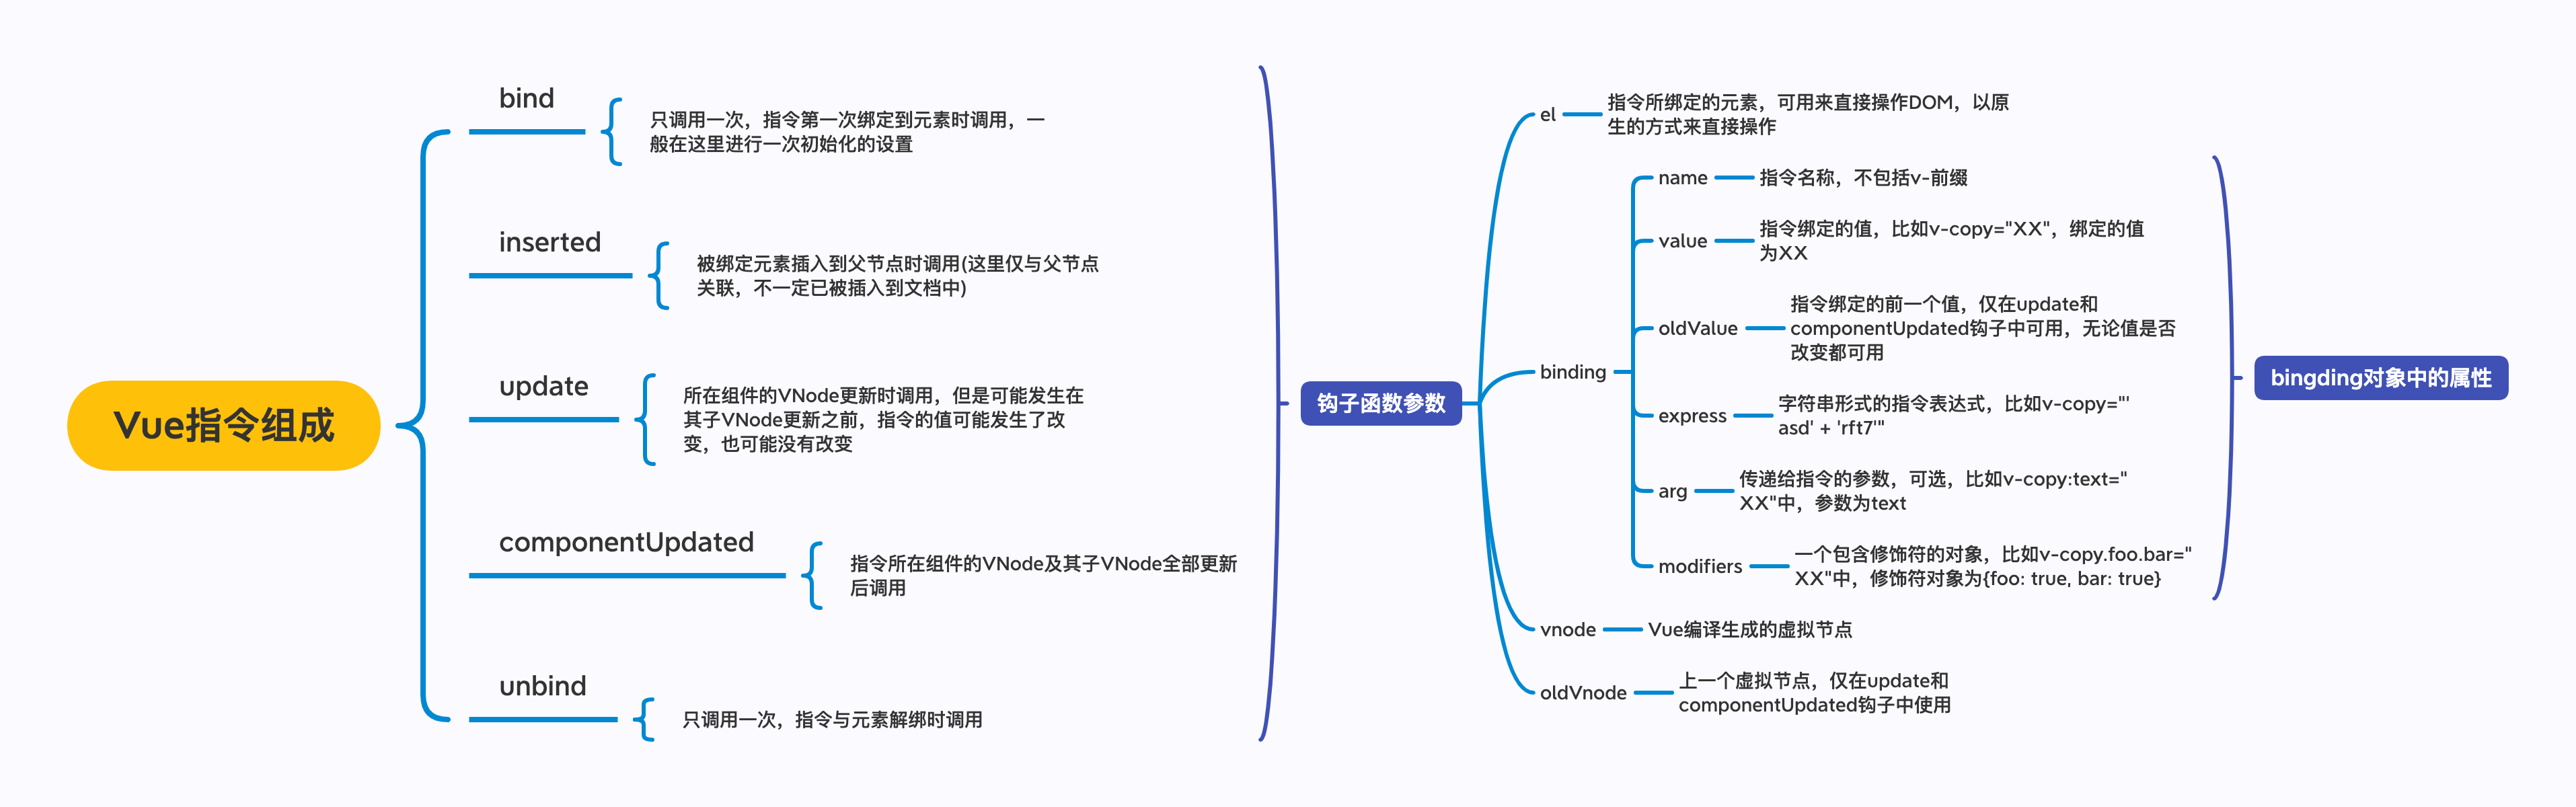 Vue指令组成
bind
只调用一次，指令第一次绑定到元素时调用，一
般在这里进行一次初始化的设置
inserted
被绑定元素插入到父节点时调用(这里仅与父节点
关联，不一定已被插入到文档中)
update
所在组件的VNode更新时调用，但是可能发生在
其子VNode更新之前，指令的值可能发生了改
变，也可能没有改变
componentUpdated
指令所在组件的VNode及其子VNode全部更新
后调用
unbind
只调用一次，指令与元素解绑时调用
钩子函数参数
el
指令所绑定的元素，可用来直接操作DOM，以原
生的方式来直接操作
binding
name
指令名称，不包括v-前缀
value
指令绑定的值，比如v-copy="XX"，绑定的值
为XX
oldValue
指令绑定的前一个值，仅在update和
componentUpdated钩子中可用，无论值是否
改变都可用
express
字符串形式的指令表达式，比如v-copy="'
asd' + 'rft7'"
arg
传递给指令的参数，可选，比如v-copy:text="
XX"中，参数为text
modifiers
一个包含修饰符的对象，比如v-copy.foo.bar="
XX"中，修饰符对象为{foo: true, bar: true}
vnode
Vue编译生成的虚拟节点
oldVnode
上一个虚拟节点，仅在update和
componentUpdated钩子中使用
bingding对象中的属性